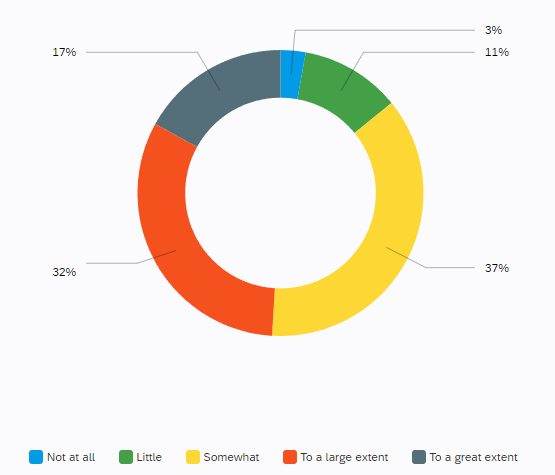 3%
17%
11%
32%
37%
Not at all
Little
Somewhat
To a large extent
To a great extent